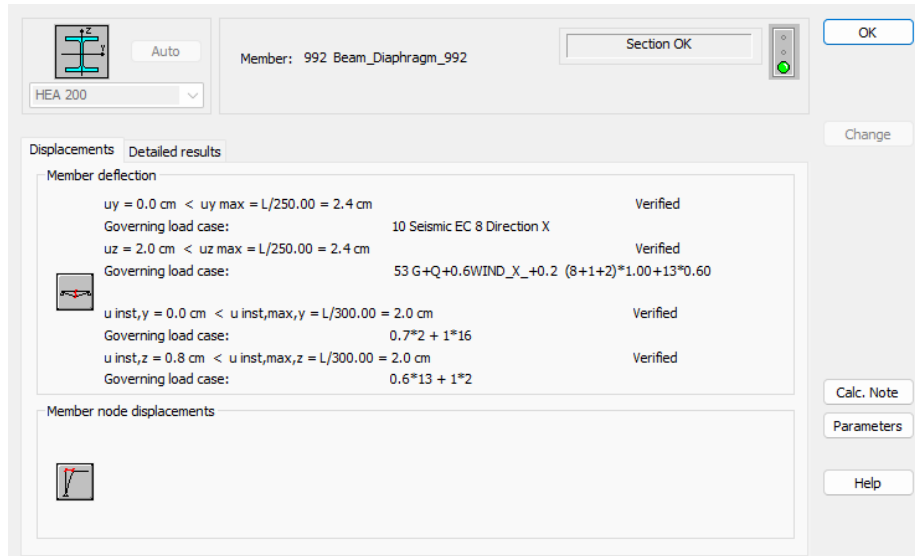 Auto
HEA 200
Member: 992 Beam_Diaphragm_992
Section OK
OK
Change
Displacements Detailed results
Member deflection
uy = 0.0 cm < uy max = L/250.00 = 2.4 cm Verified
Governing load case: 10 Seismic EC 8 Direction X
uz = 2.0 cm < uz max = L/250.00 = 2.4 cm Verified
Governing load case: 53 G+Q+0.6WIND_X_+0.2 (8+1+2)*1.00+13*0.60
u inst,y = 0.0 cm < u inst,max,y = L/300.00 = 2.0 cm Verified
Governing load case: 0.7*2 + 1*16
u inst,z = 0.8 cm < u inst,max,z = L/300.00 = 2.0 cm Verified
Governing load case: 0.6*13 + 1*2
Member node displacements
Calc. Note
Parameters
Help
z
y